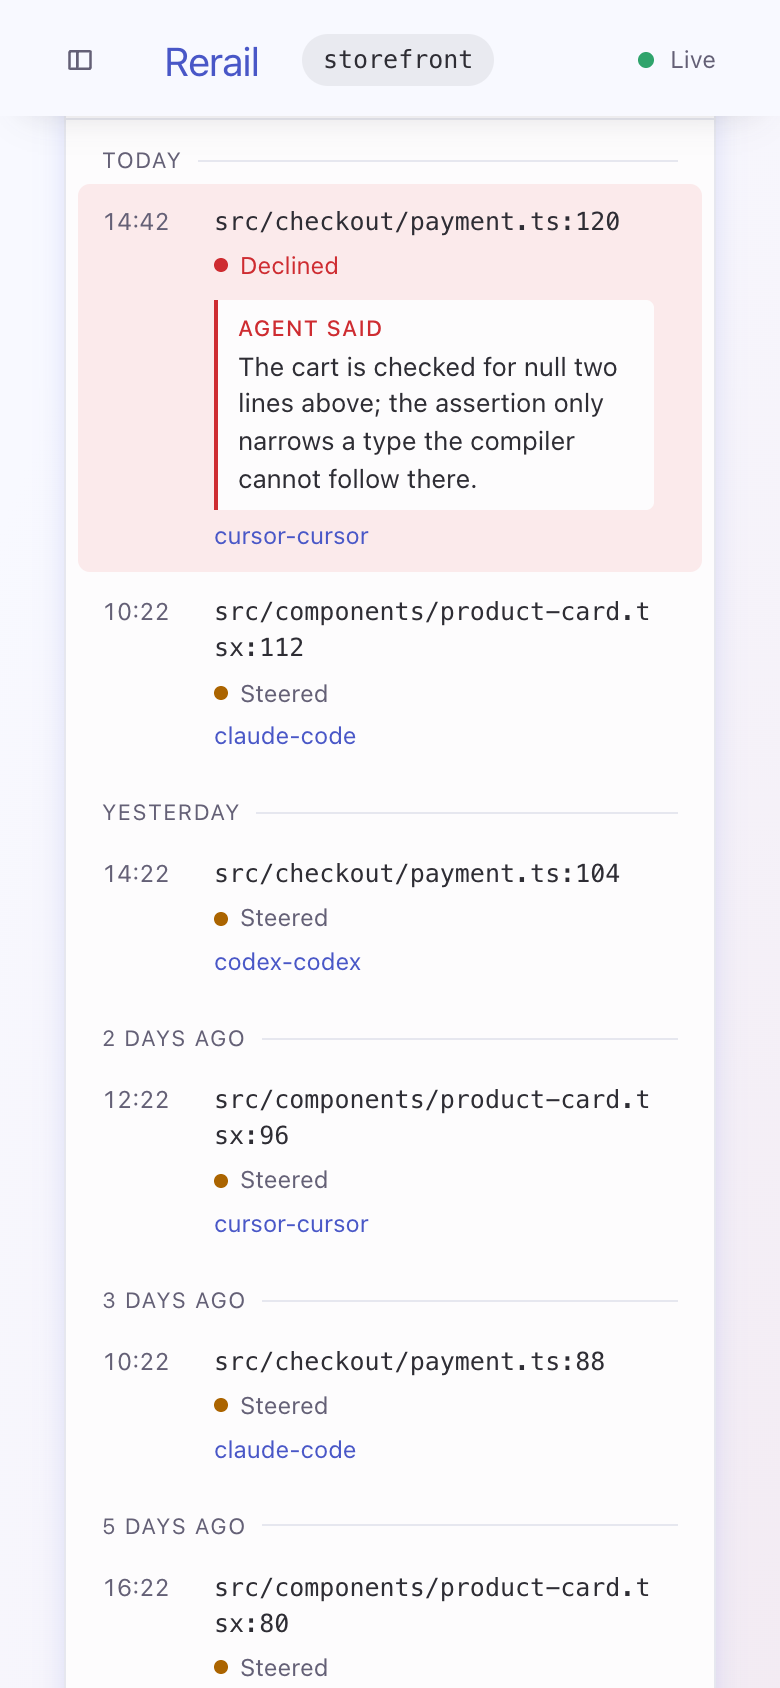 Rerail
storefront
Live
TODAY
14:42
src/checkout/payment.ts:120
Declined
AGENT SAID
The cart is checked for null two
lines above; the assertion only
narrows a type the compiler
cannot follow there.
cursor-cursor
10:22
src/components/product-card.t
sx:112
Steered
claude-code
YESTERDAY
14:22
src/checkout/payment.ts:104
Steered
codex-codex
2 DAYS AGO
12:22
src/components/product-card.t
sx:96
Steered
cursor-cursor
3 DAYS AGO
10:22
src/checkout/payment.ts:88
Steered
claude-code
5 DAYS AGO
16:22
src/components/product-card.t
sx:80
Steered